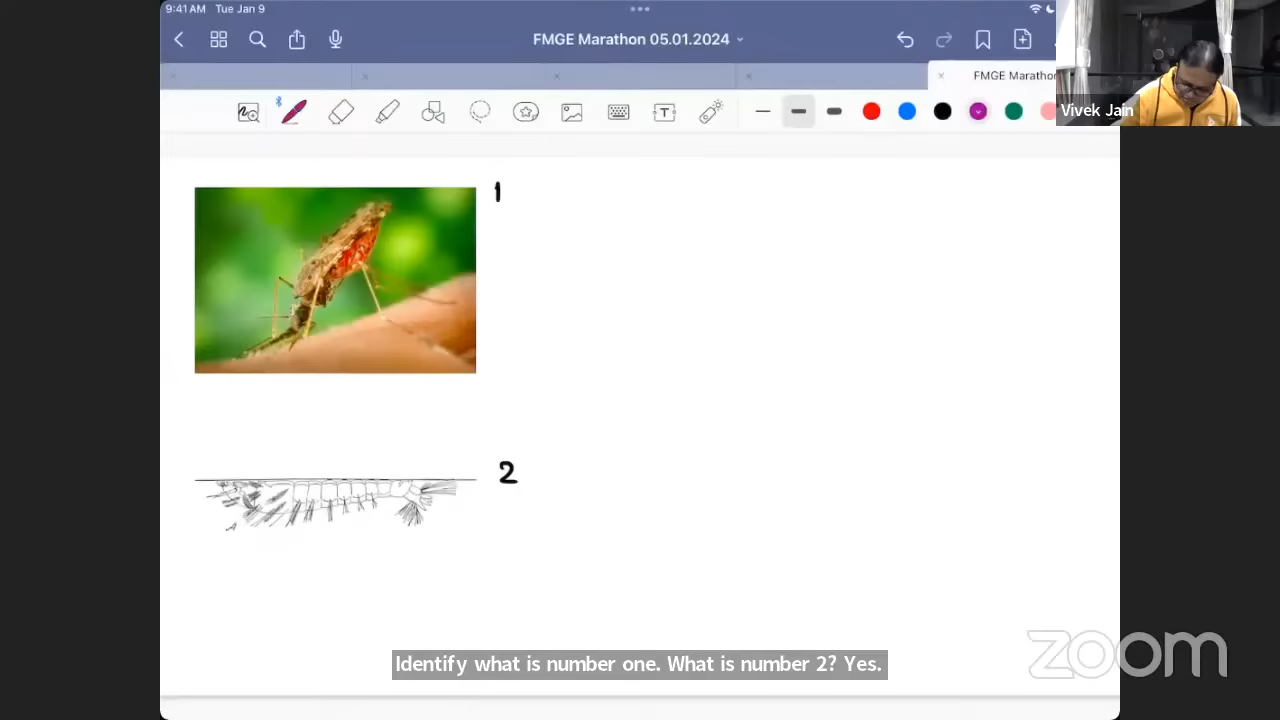 9:41 AM Tue Jan 9
FMGE Marathon 05.01.2024
FMGE Marathon
T
Vivek Jain
1
2
A
Identify what is number one. What is number 2? Yes.
zoom